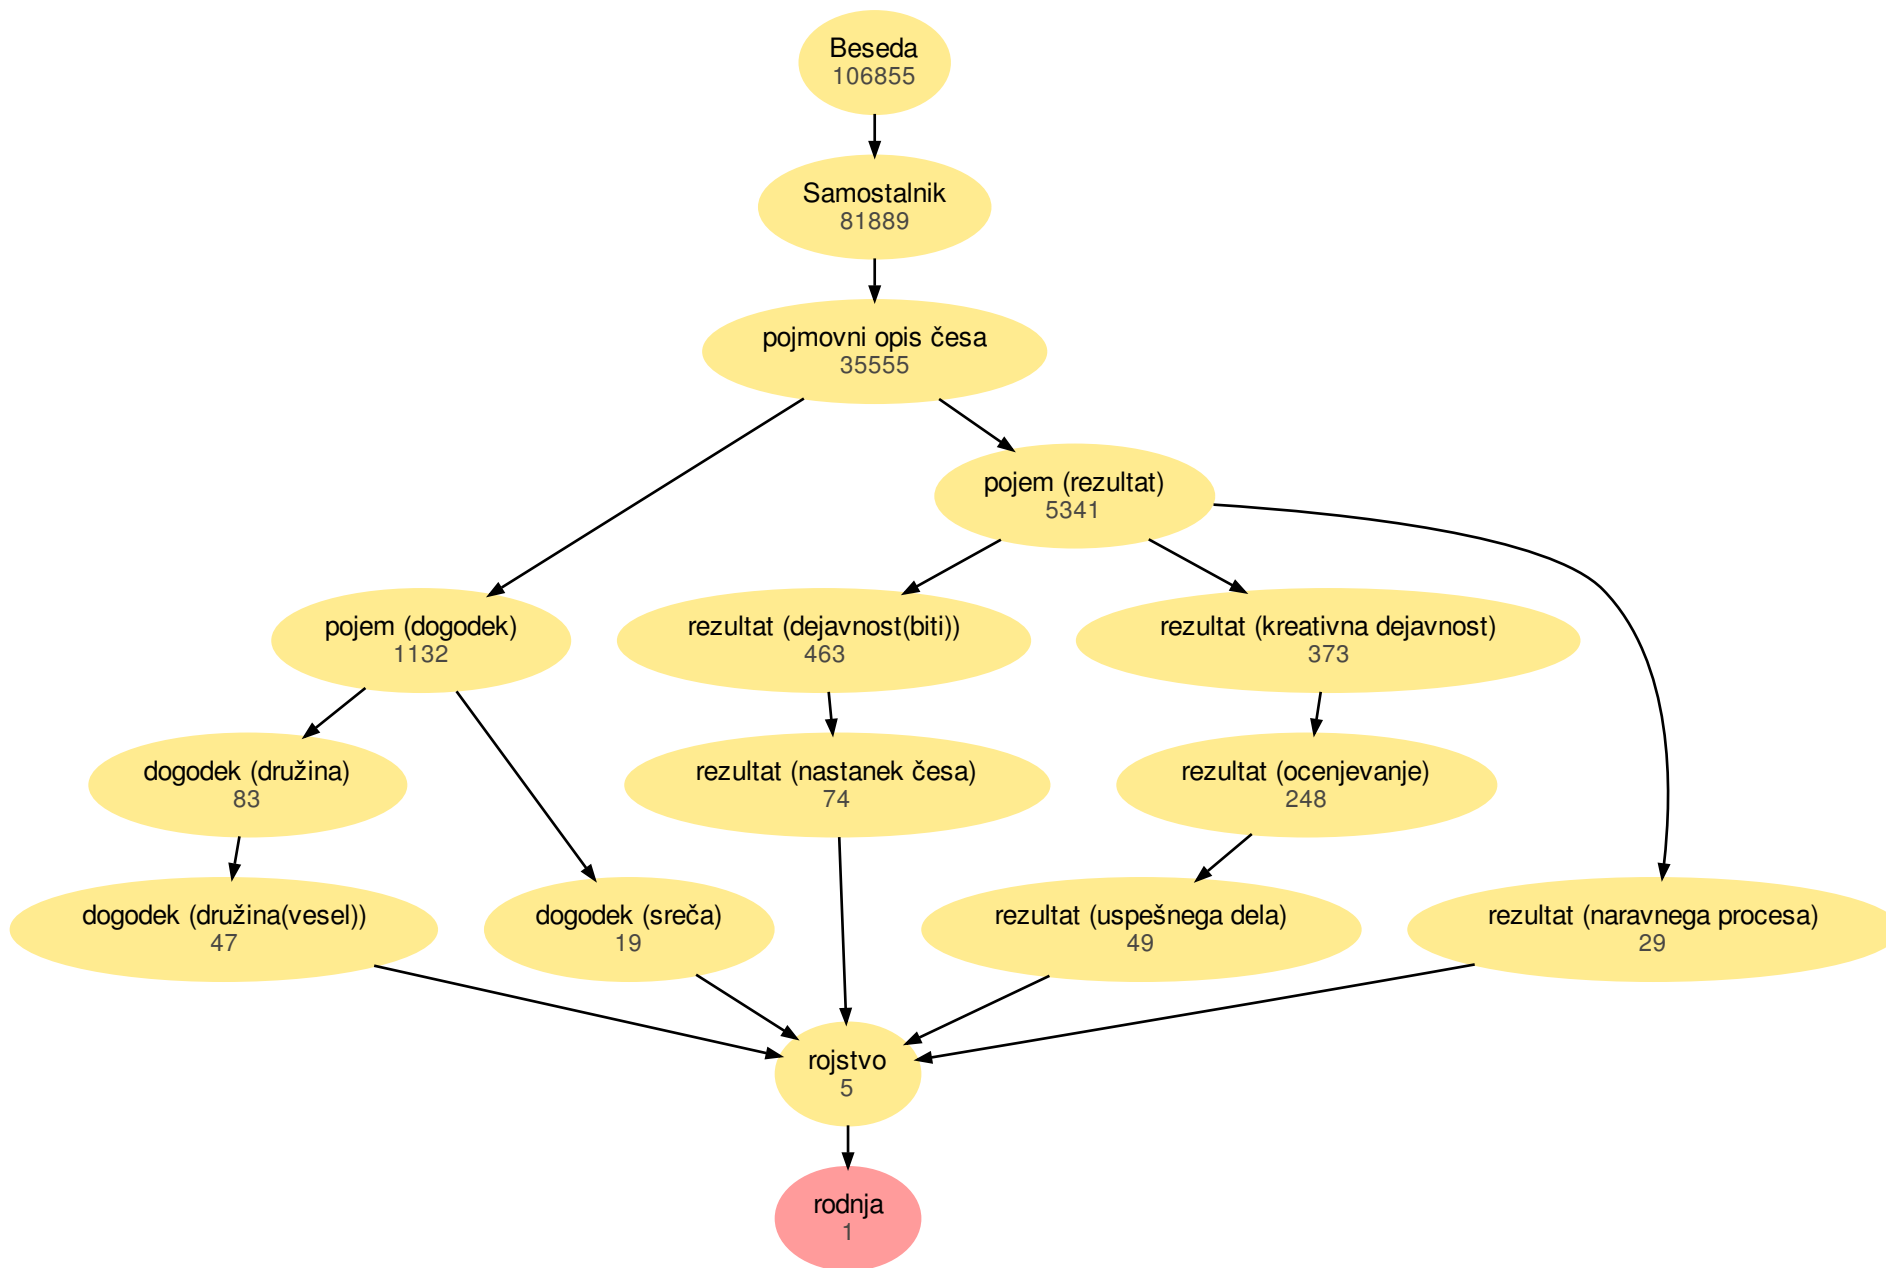 Beseda
106855
Samostalnik
81889
pojmovni opis česa
35555
pojem (rezultat)
5341
pojem (dogodek)
1132
rezultat (dejavnost(biti))
463
rezultat (kreativna dejavnost)
373
dogodek (družina)
83
rezultat (nastanek česa)
74
rezultat (ocenjevanje)
248
dogodek (družina(vesel))
47
dogodek (sreča)
19
rezultat (uspešnega dela)
49
rezultat (naravnega procesa)
29
rojstvo
5
rodnja
1